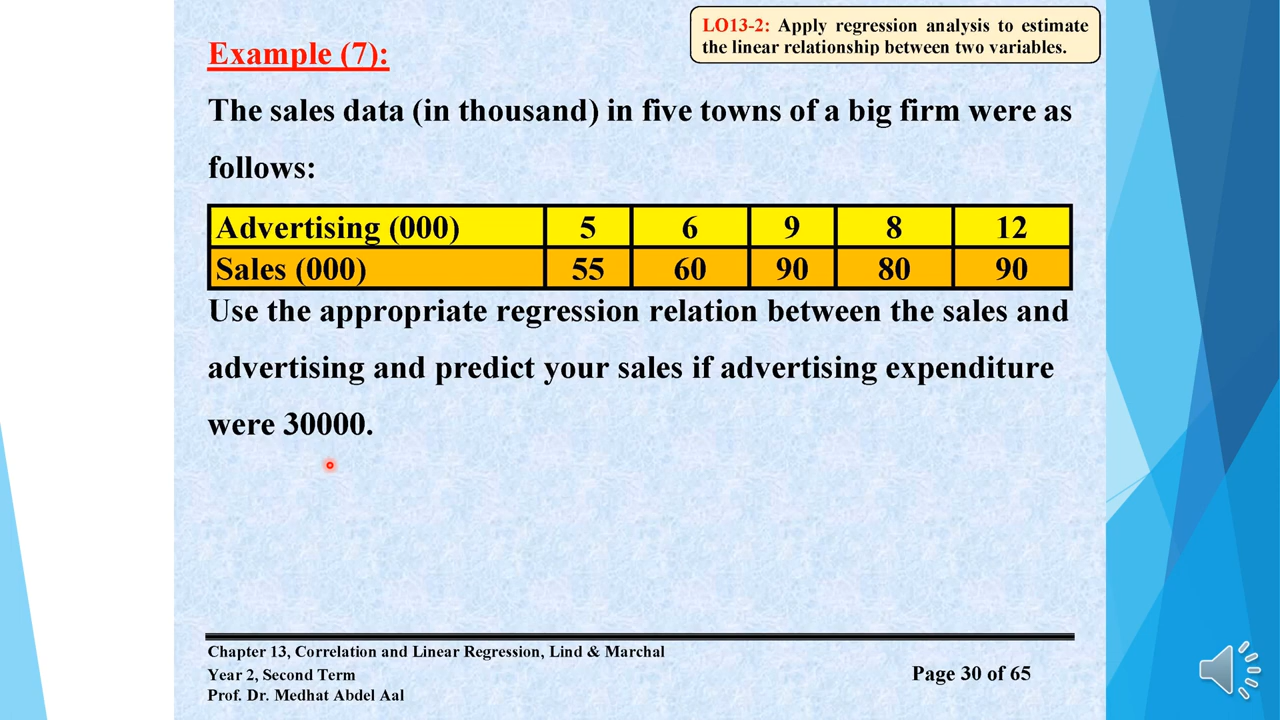 LO13-2: Apply regression analysis to estimate
the linear relationship between two variables.
Example (7):
The sales data (in thousand) in five towns of a big firm were as
follows:
Advertising (000) 5 6 9 8 12
Sales (000) 55 60 90 80 90
Use the appropriate regression relation between the sales and
advertising and predict your sales if advertising expenditure
were 30000.
Chapter 13, Correlation and Linear Regression, Lind & Marchal
Year 2, Second Term
Page 30 of 65
Prof. Dr. Medhat Abdel Aal